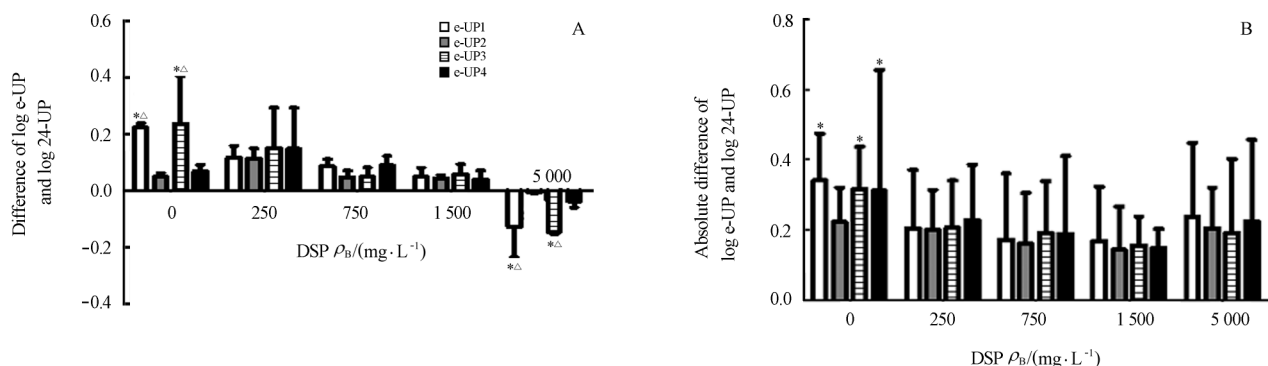 A
0.6
0.4
0.2
0.0
−0.2
−0.4
Difference of log e-UP
and log 24-UP
e-UP1
e-UP2
e-UP3
e-UP4
*△
*△
*△
*△
0
250
750
1 500
5 000
DSP ρB/(mg·L⁻¹)
B
0.8
0.6
0.4
0.2
0.0
Absolute difference of
log e-UP and log 24-UP
*
*
*
0
250
750
1 500
5 000
DSP ρB/(mg·L⁻¹)